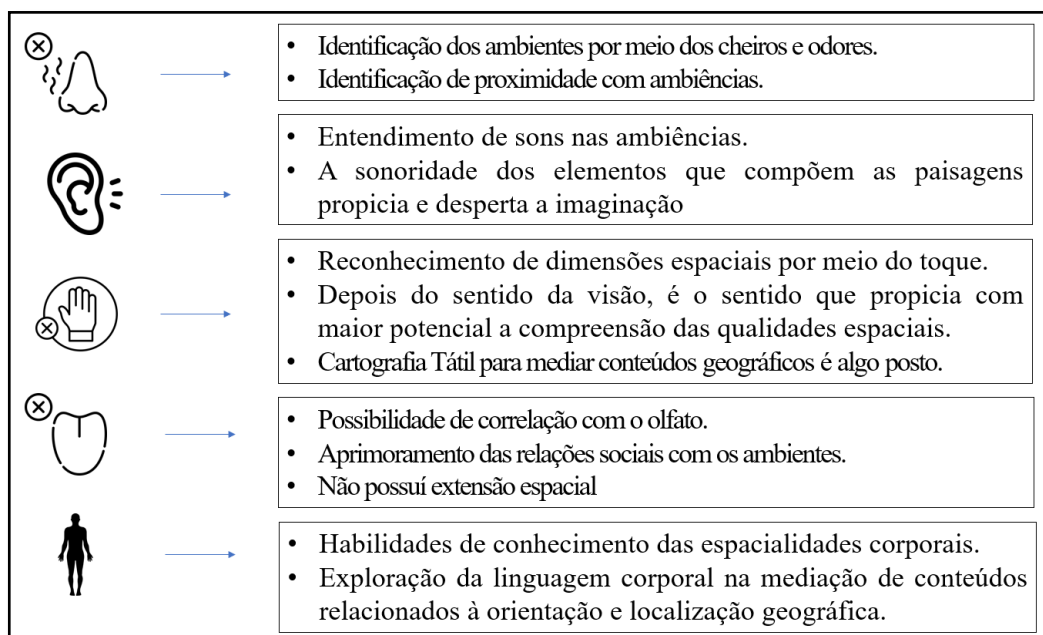 • Identificação dos ambientes por meio dos cheiros e odores.
• Identificação de proximidade com ambiências.
• Entendimento de sons nas ambiências.
• A sonoridade dos elementos que compõem as paisagens
propicia e desperta a imaginação
• Reconhecimento de dimensões espaciais por meio do toque.
• Depois do sentido da visão, é o sentido que propicia com
maior potencial a compreensão das qualidades espaciais.
• Cartografia Tátil para mediar conteúdos geográficos é algo posto.
• Possibilidade de correlação com o olfato.
• Aprimoramento das relações sociais com os ambientes.
• Não possuí extensão espacial
• Habilidades de conhecimento das espacialidades corporais.
• Exploração da linguagem corporal na mediação de conteúdos
relacionados à orientação e localização geográfica.